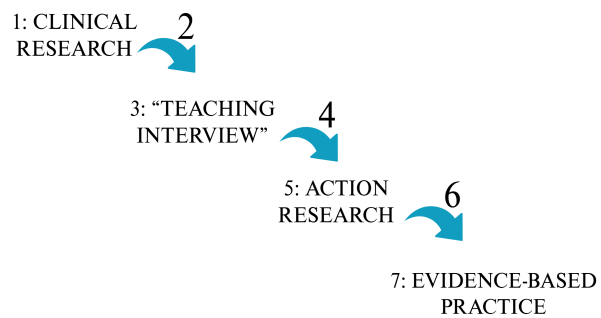 1: CLINICAL
RESEARCH
2
3: “TEACHING
INTERVIEW”
4
5: ACTION
RESEARCH
6
7: EVIDENCE-BASED
PRACTICE